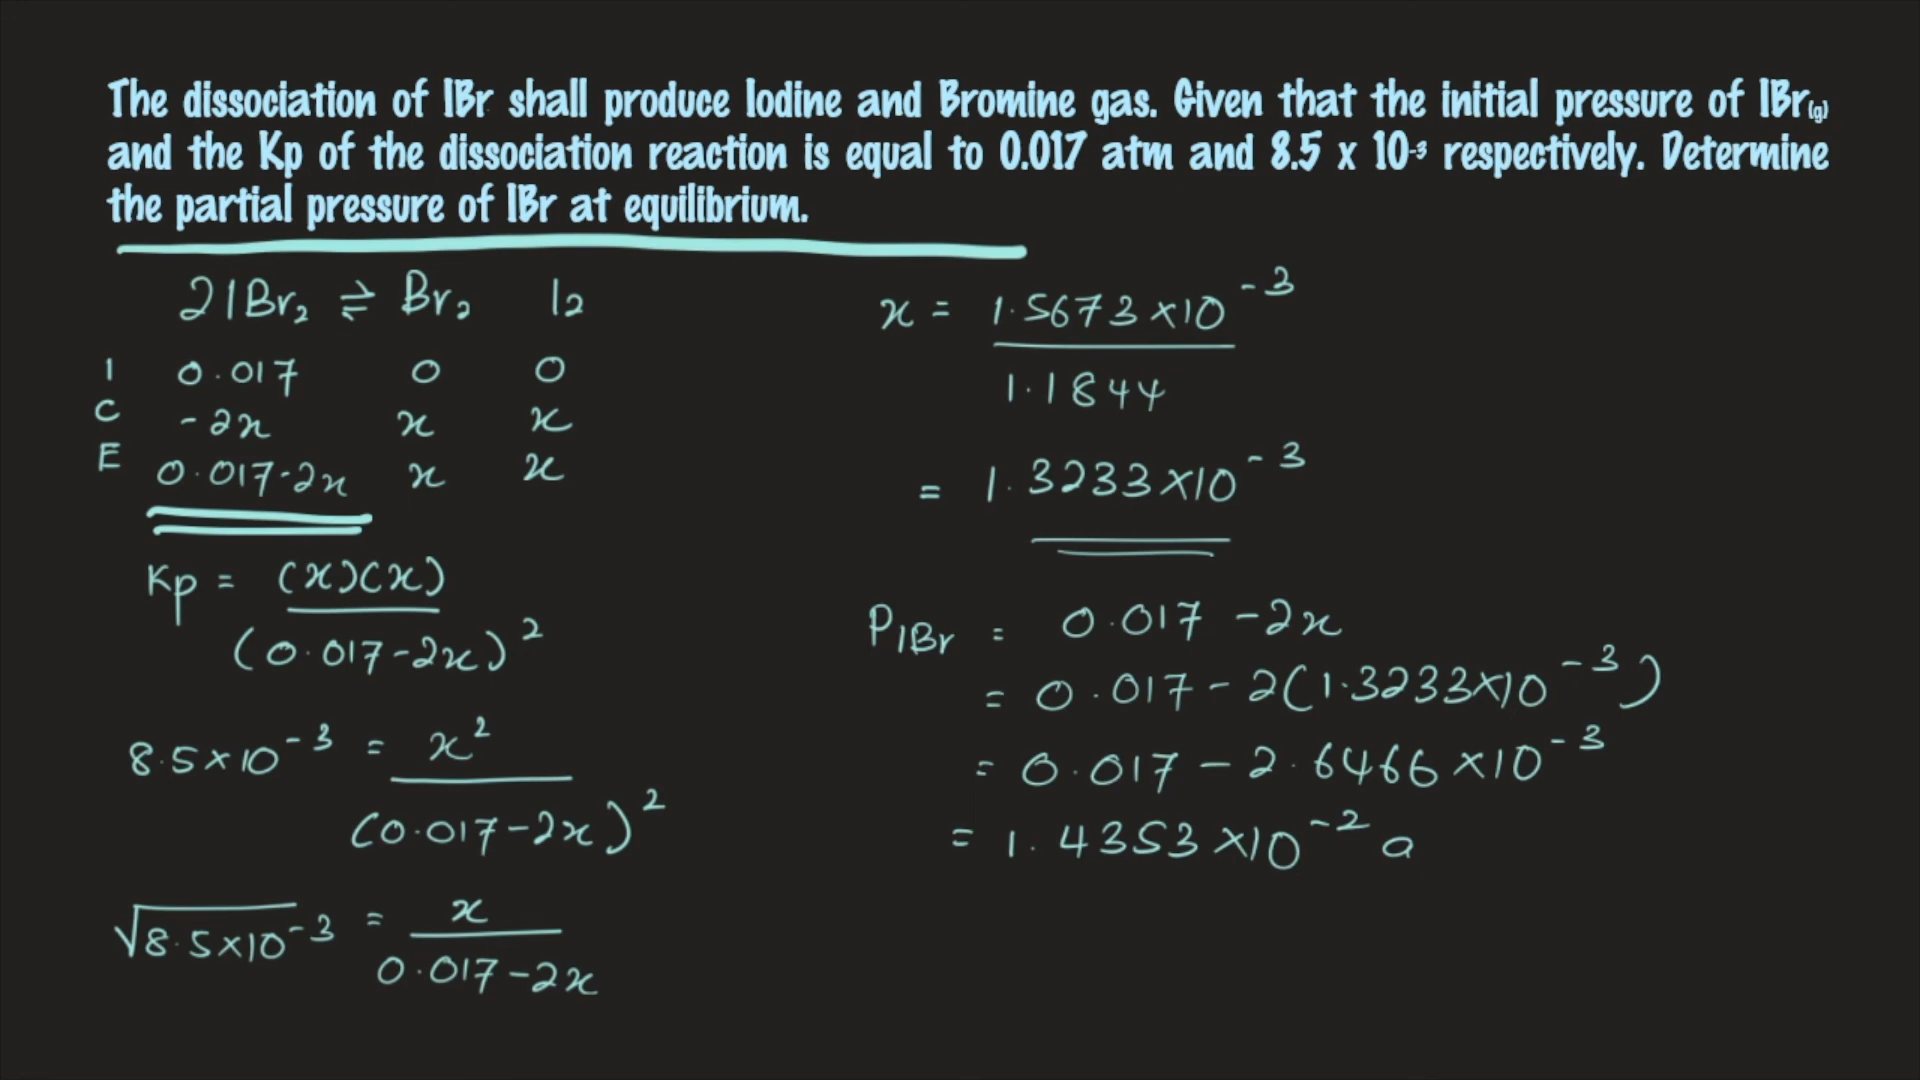 The dissociation of IBr shall produce Iodine and Bromine gas. Given that the initial pressure of IBr(g)
and the Kp of the dissociation reaction is equal to 0.017 atm and 8.5 x 10-³ respectively. Determine
the partial pressure of IBr at equilibrium.
2IBr₂ ⇌ Br₂ I₂
I 0.017 0 0
C -2x x x
E 0.017-2x x x
Kp = (x)(x)
(0.017-2x)²
8.5×10⁻³ = x²
(0.017-2x)²
√8.5×10⁻³ = x
0.017-2x
x = 1.5673×10⁻³
1.1844
= 1.3233×10⁻³
PIBr = 0.017 -2x
= 0.017-2(1.3233×10⁻³)
= 0.017 - 2.6466×10⁻³
= 1.4353×10⁻² a